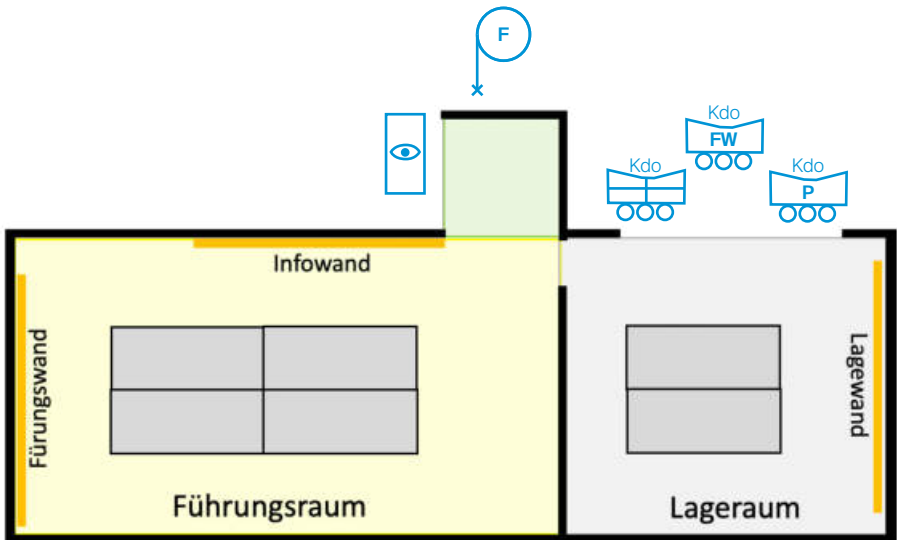 F
Kdo
FW
Kdo
Kdo
P
Infowand
Fürungswand
Lagewand
Führungsraum
Lageraum